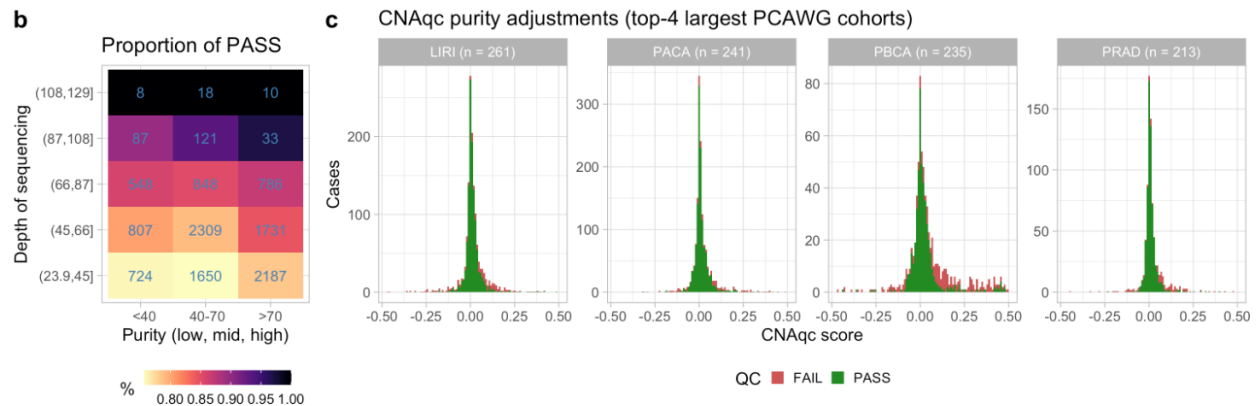 b
Proportion of PASS
Depth of sequencing
(108,129]
(87,108]
(66,87]
(45,66]
(23.9,45]
8 18 10
87 121 33
548 848 786
807 2309 1731
724 1650 2187
<40 40-70 >70
Purity (low, mid, high)
%
0.80 0.85 0.90 0.95 1.00
c
CNAqc purity adjustments (top-4 largest PCAWG cohorts)
LIRI (n = 261)
PACA (n = 241)
PBCA (n = 235)
PRAD (n = 213)
Cases
200
100
0
300
200
100
0
80
60
40
20
0
150
100
50
0
-0.50 -0.25 0.00 0.25 0.50
-0.50 -0.25 0.00 0.25 0.50
-0.50 -0.25 0.00 0.25 0.50
-0.50 -0.25 0.00 0.25 0.50
CNAqc score
QC FAIL PASS